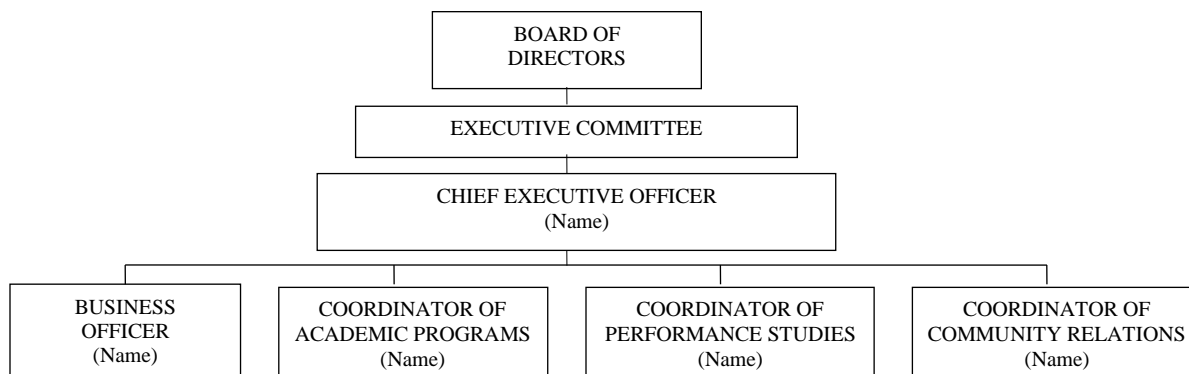 BOARD OF
DIRECTORS
EXECUTIVE COMMITTEE
CHIEF EXECUTIVE OFFICER
(Name)
BUSINESS
OFFICER
(Name)
COORDINATOR OF
ACADEMIC PROGRAMS
(Name)
COORDINATOR OF
PERFORMANCE STUDIES
(Name)
COORDINATOR OF
COMMUNITY RELATIONS
(Name)